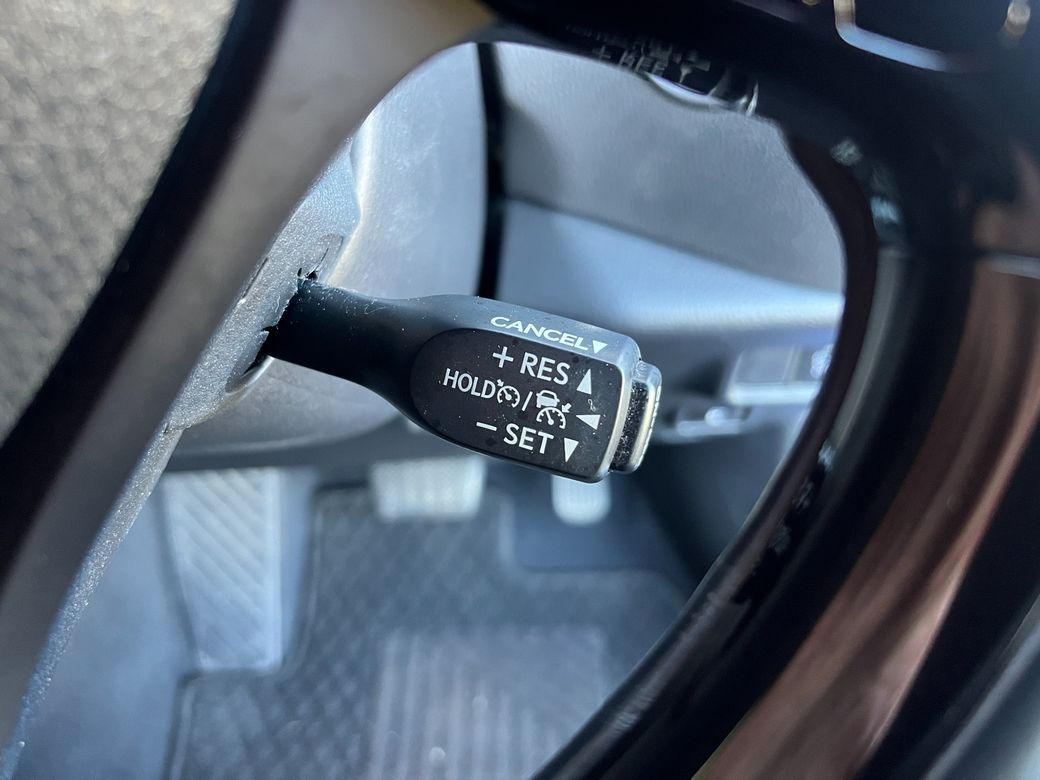 CANCEL▼
+ RES ▲
HOLD /
− SET ▼